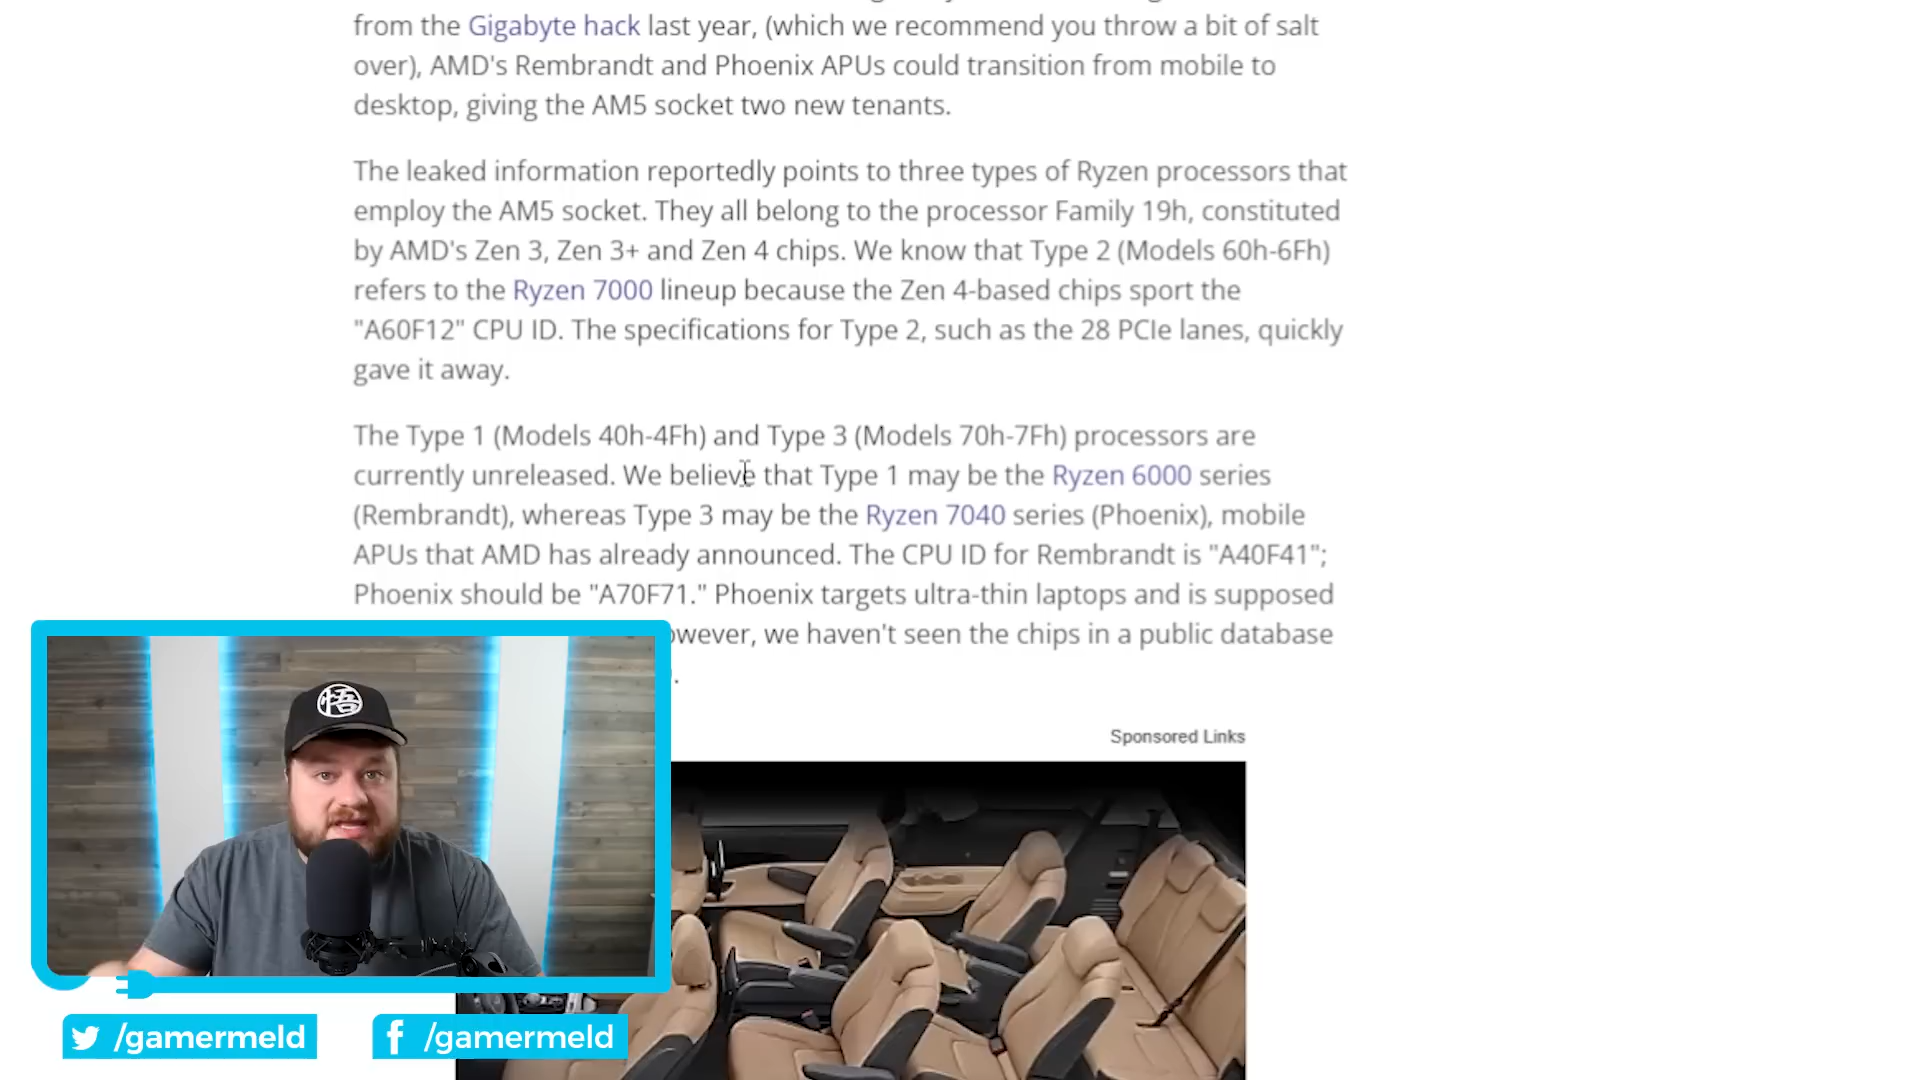 from the Gigabyte hack last year, (which we recommend you throw a bit of salt
over), AMD's Rembrandt and Phoenix APUs could transition from mobile to
desktop, giving the AM5 socket two new tenants.
The leaked information reportedly points to three types of Ryzen processors that
employ the AM5 socket. They all belong to the processor Family 19h, constituted
by AMD's Zen 3, Zen 3+ and Zen 4 chips. We know that Type 2 (Models 60h-6Fh)
refers to the Ryzen 7000 lineup because the Zen 4-based chips sport the
"A60F12" CPU ID. The specifications for Type 2, such as the 28 PCIe lanes, quickly
gave it away.
The Type 1 (Models 40h-4Fh) and Type 3 (Models 70h-7Fh) processors are
currently unreleased. We believe that Type 1 may be the Ryzen 6000 series
(Rembrandt), whereas Type 3 may be the Ryzen 7040 series (Phoenix), mobile
APUs that AMD has already announced. The CPU ID for Rembrandt is "A40F41";
Phoenix should be "A70F71." Phoenix targets ultra-thin laptops and is supposed
owever, we haven't seen the chips in a public database
.
Sponsored Links
悟
/gamermeld
/gamermeld